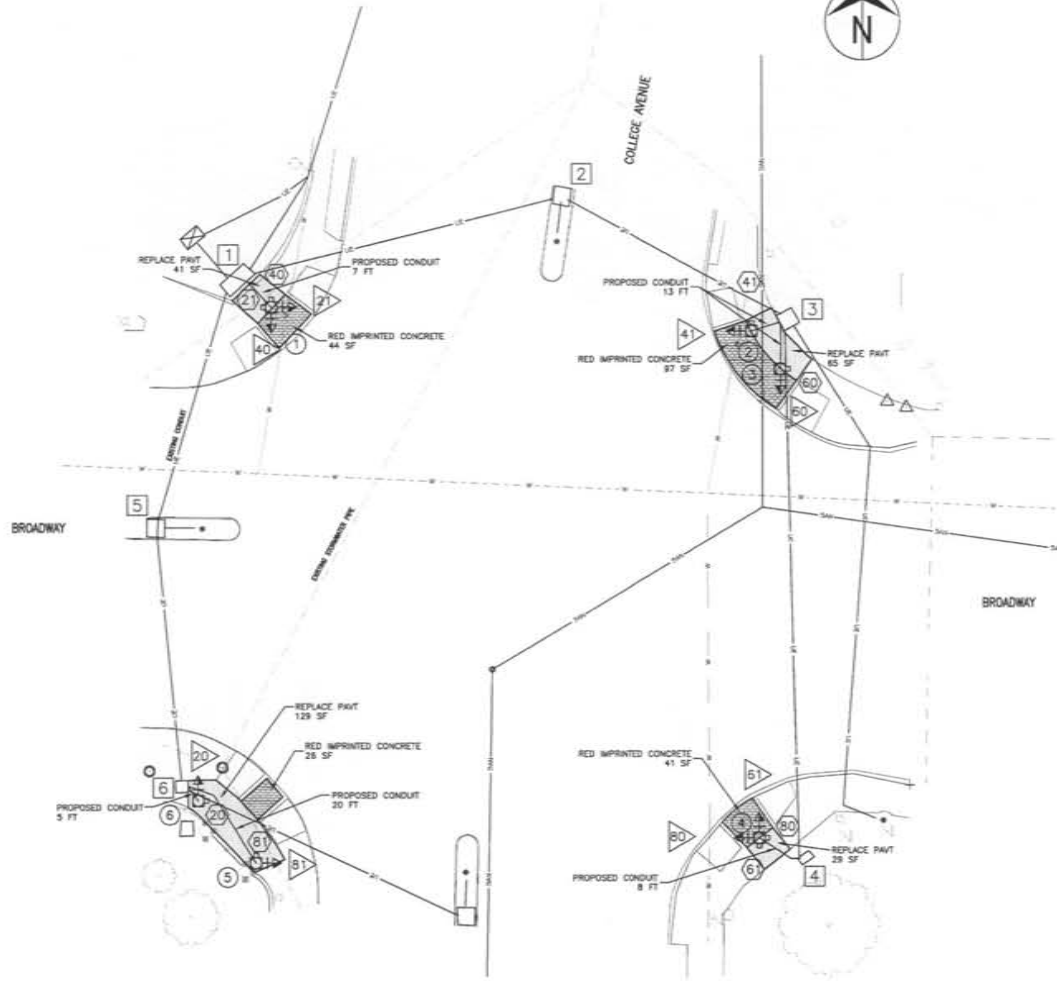 N
COLLEGE AVENUE
2
1
REPLACE PAVT
41 SF
40
PROPOSED CONDUIT
7 FT
21
21
RED IMPRINTED CONCRETE
44 SF
40
1
PROPOSED CONDUIT
13 FT
41
3
41
RED IMPRINTED CONCRETE
97 SF
2
3
REPLACE PAVT
65 SF
60
60
EXISTING CONDUIT
5
BROADWAY
EXISTING STORMWATER PIPE
BROADWAY
REPLACE PAVT
129 SF
RED IMPRINTED CONCRETE
26 SF
20
6
PROPOSED CONDUIT
5 FT
6
20
PROPOSED CONDUIT
20 FT
81
5
81
RED IMPRINTED CONCRETE
41 SF
61
80
4
80
REPLACE PAVT
29 SF
PROPOSED CONDUIT
8 FT
61
4